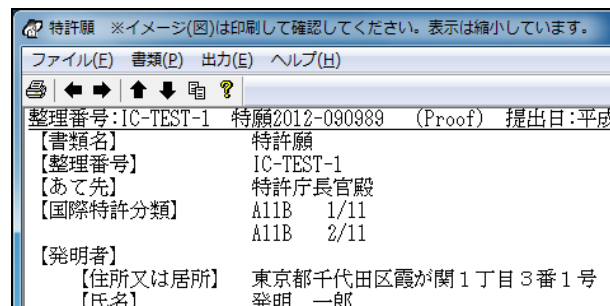 特許願　※イメージ(図)は印刷して確認してください。表示は縮小しています。
ファイル(F)　書類(P)　出力(E)　ヘルプ(H)
整理番号:IC-TEST-1　特願2012-090989　(Proof)　提出日:平成
【書類名】　特許願
【整理番号】　IC-TEST-1
【あて先】　特許庁長官殿
【国際特許分類】　A11B　1/11
A11B　2/11
【発明者】
【住所又は居所】　東京都千代田区霞が関１丁目３番１号
【氏名】　発明　一郎